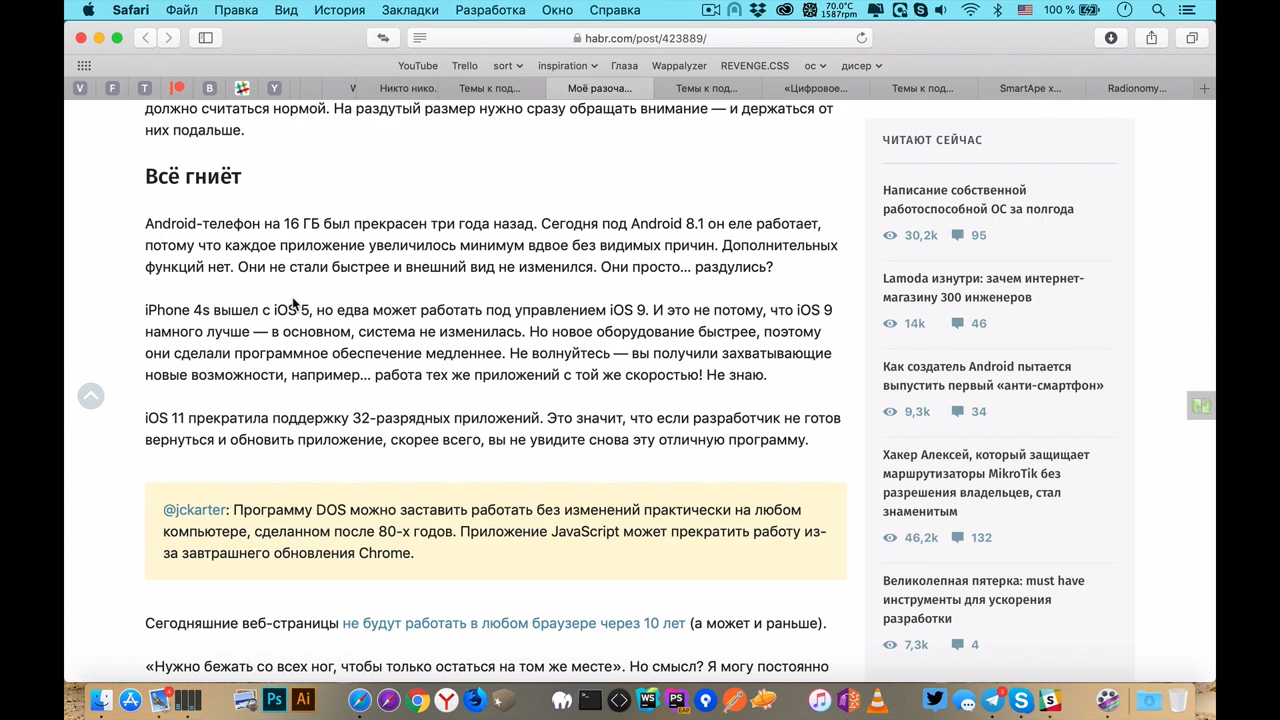 Safari Файл Правка Вид История Закладки Разработка Окно Справка 70.0°C 1587rpm 100 %
habr.com/post/423889/
YouTube Trello sort inspiration Глаза Wappalyzer REVENGE.CSS ос дисер
V F T B Y W Никто нико. Темы к под... Моё разоча... Темы к под... «Цифровое... Темы к под... SmartApe x... Radionomy...
должно считаться нормой. На раздутый размер нужно сразу обращать внимание — и держаться от
них подальше.
Всё гниёт
Android-телефон на 16 ГБ был прекрасен три года назад. Сегодня под Android 8.1 он еле работает,
потому что каждое приложение увеличилось минимум вдвое без видимых причин. Дополнительных
функций нет. Они не стали быстрее и внешний вид не изменился. Они просто... раздулись?
iPhone 4s вышел с iOS 5, но едва может работать под управлением iOS 9. И это не потому, что iOS 9
намного лучше — в основном, система не изменилась. Но новое оборудование быстрее, поэтому
они сделали программное обеспечение медленнее. Не волнуйтесь — вы получили захватывающие
новые возможности, например... работа тех же приложений с той же скоростью! Не знаю.
iOS 11 прекратила поддержку 32-разрядных приложений. Это значит, что если разработчик не готов
вернуться и обновить приложение, скорее всего, вы не увидите снова эту отличную программу.
@jckarter: Программу DOS можно заставить работать без изменений практически на любом
компьютере, сделанном после 80-х годов. Приложение JavaScript может прекратить работу из-
за завтрашнего обновления Chrome.
Сегодняшние веб-страницы не будут работать в любом браузере через 10 лет (а может и раньше).
«Нужно бежать со всех ног, чтобы только остаться на том же месте». Но смысл? Я могу постоянно
ЧИТАЮТ СЕЙЧАС
Написание собственной
работоспособной ОС за полгода
30,2k 95
Lamoda изнутри: зачем интернет-
магазину 300 инженеров
14k 46
Как создатель Android пытается
выпустить первый «анти-смартфон»
9,3k 34
Хакер Алексей, который защищает
маршрутизаторы MikroTik без
разрешения владельцев, стал
знаменитым
46,2k 132
Великолепная пятерка: must have
инструменты для ускорения
разработки
7,3k 4
Ps Ai WS PS 3